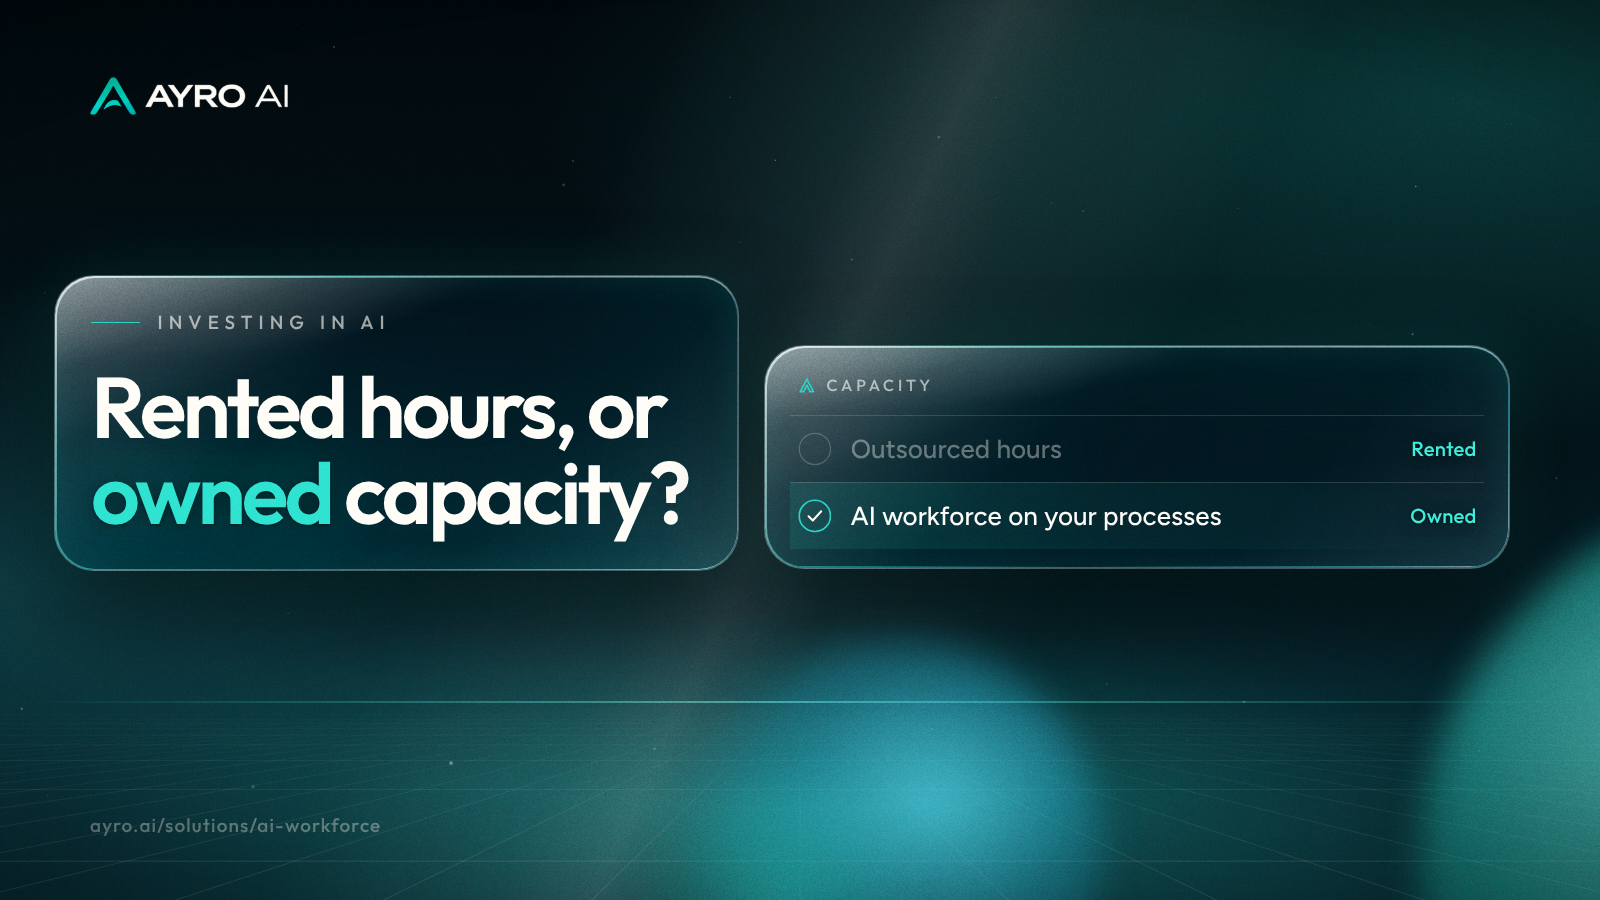 AYRO AI
INVESTING IN AI
Rented hours, or
owned capacity?
CAPACITY
Outsourced hours Rented
AI workforce on your processes Owned
ayro.ai/solutions/ai-workforce